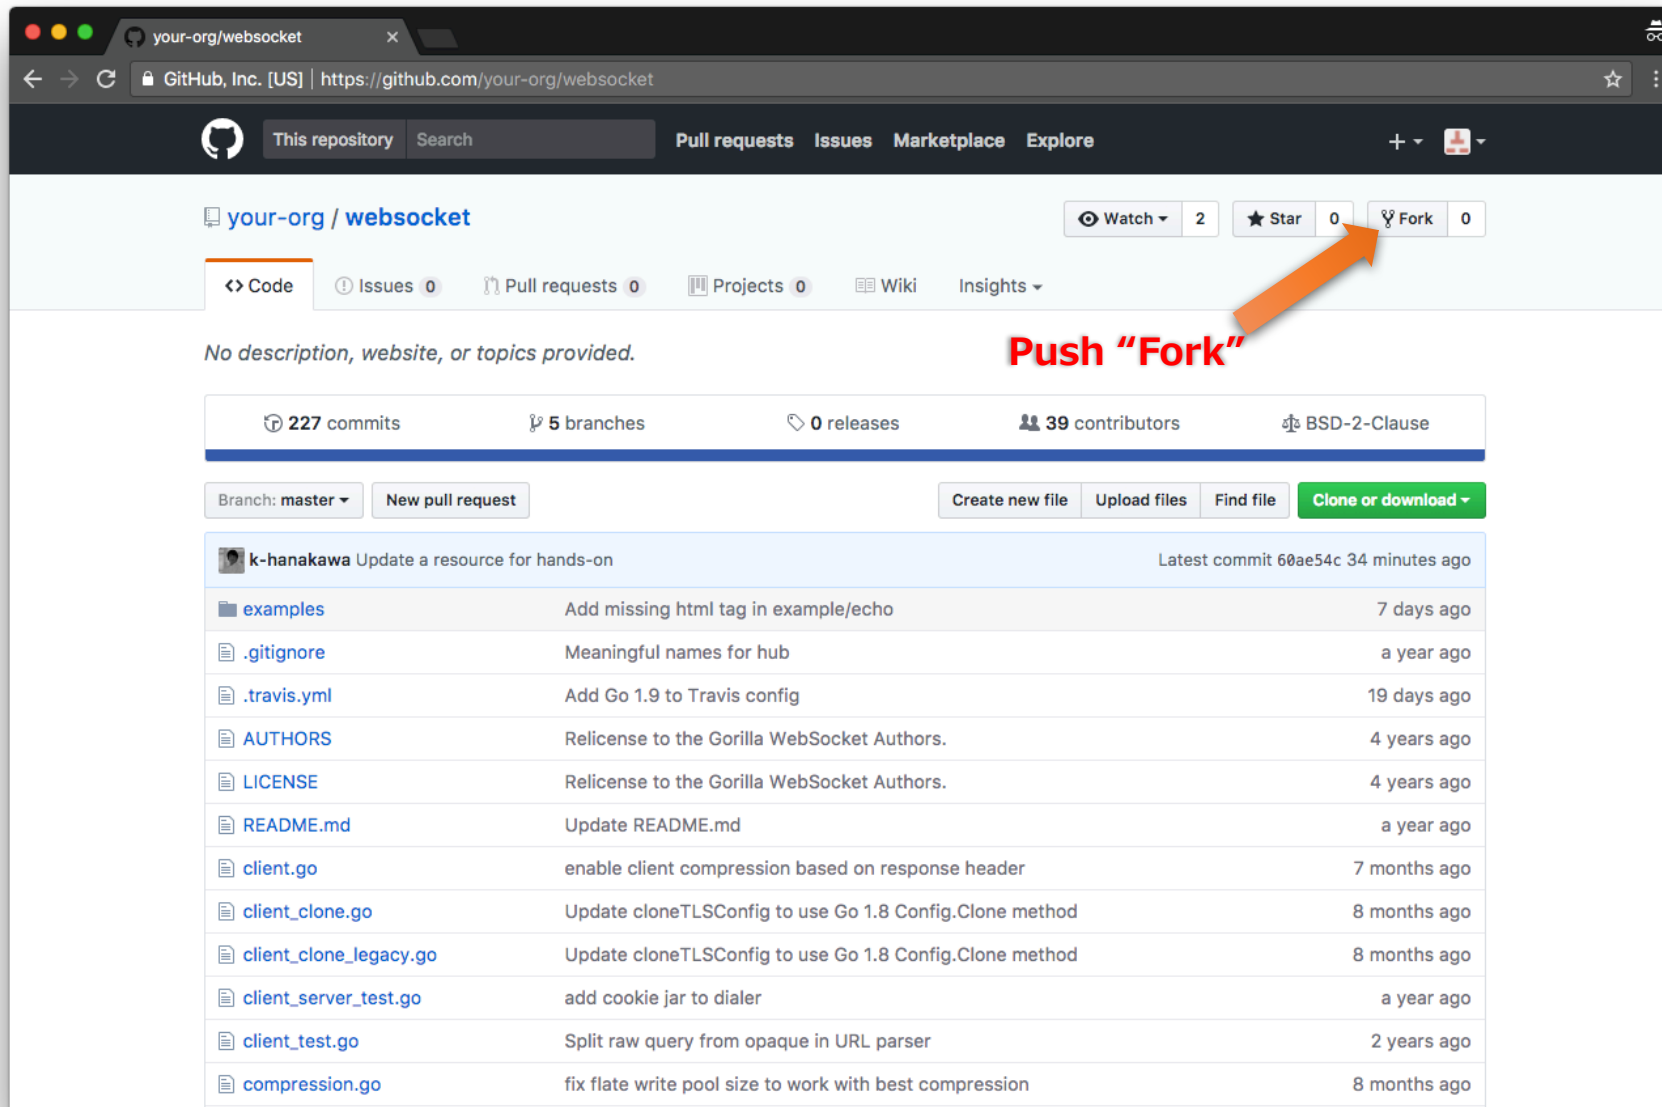 your-org/websocket
GitHub, Inc. [US] | https://github.com/your-org/websocket
This repository Search Pull requests Issues Marketplace Explore
your-org / websocket Watch 2 Star 0 Fork 0
Code Issues 0 Pull requests 0 Projects 0 Wiki Insights
Push “Fork”
No description, website, or topics provided.
227 commits 5 branches 0 releases 39 contributors BSD-2-Clause
Branch: master New pull request Create new file Upload files Find file Clone or download
k-hanakawa Update a resource for hands-on Latest commit 60ae54c 34 minutes ago
examples Add missing html tag in example/echo 7 days ago
.gitignore Meaningful names for hub a year ago
.travis.yml Add Go 1.9 to Travis config 19 days ago
AUTHORS Relicense to the Gorilla WebSocket Authors. 4 years ago
LICENSE Relicense to the Gorilla WebSocket Authors. 4 years ago
README.md Update README.md a year ago
client.go enable client compression based on response header 7 months ago
client_clone.go Update cloneTLSConfig to use Go 1.8 Config.Clone method 8 months ago
client_clone_legacy.go Update cloneTLSConfig to use Go 1.8 Config.Clone method 8 months ago
client_server_test.go add cookie jar to dialer a year ago
client_test.go Split raw query from opaque in URL parser 2 years ago
compression.go fix flate write pool size to work with best compression 8 months ago